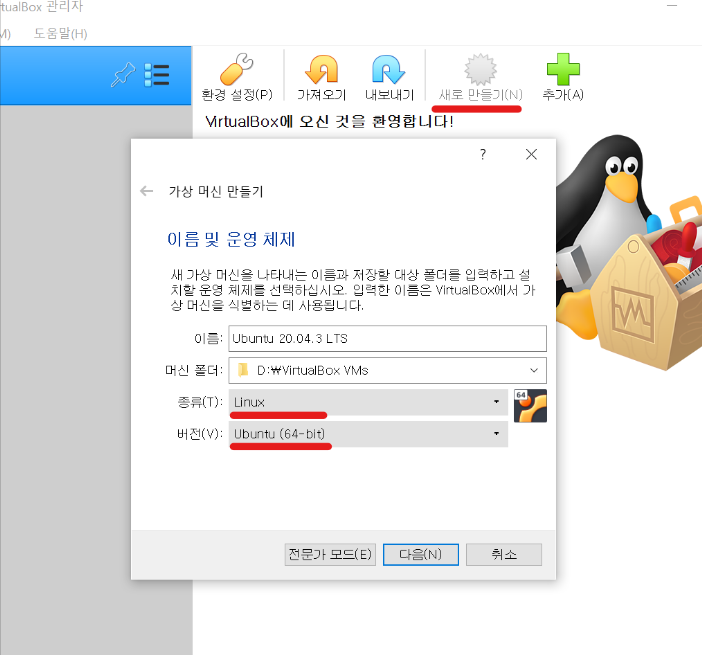 rtualBox 관리자
M) 도움말(H)
환경 설정(P) 가져오기 내보내기 새로 만들기(N) 추가(A)
VirtualBox에 오신 것을 환영합니다!
?
가상 머신 만들기
이름 및 운영 체제
새 가상 머신을 나타내는 이름과 저장할 대상 폴더를 입력하고 설
치할 운영 체제를 선택하십시오. 입력한 이름은 VirtualBox에서 가
상 머신을 식별하는 데 사용됩니다.
이름: Ubuntu 20.04.3 LTS
머신 폴더: D:₩VirtualBox VMs
종류(T): Linux
64
버전(V): Ubuntu (64-bit)
전문가 모드(E) 다음(N) 취소